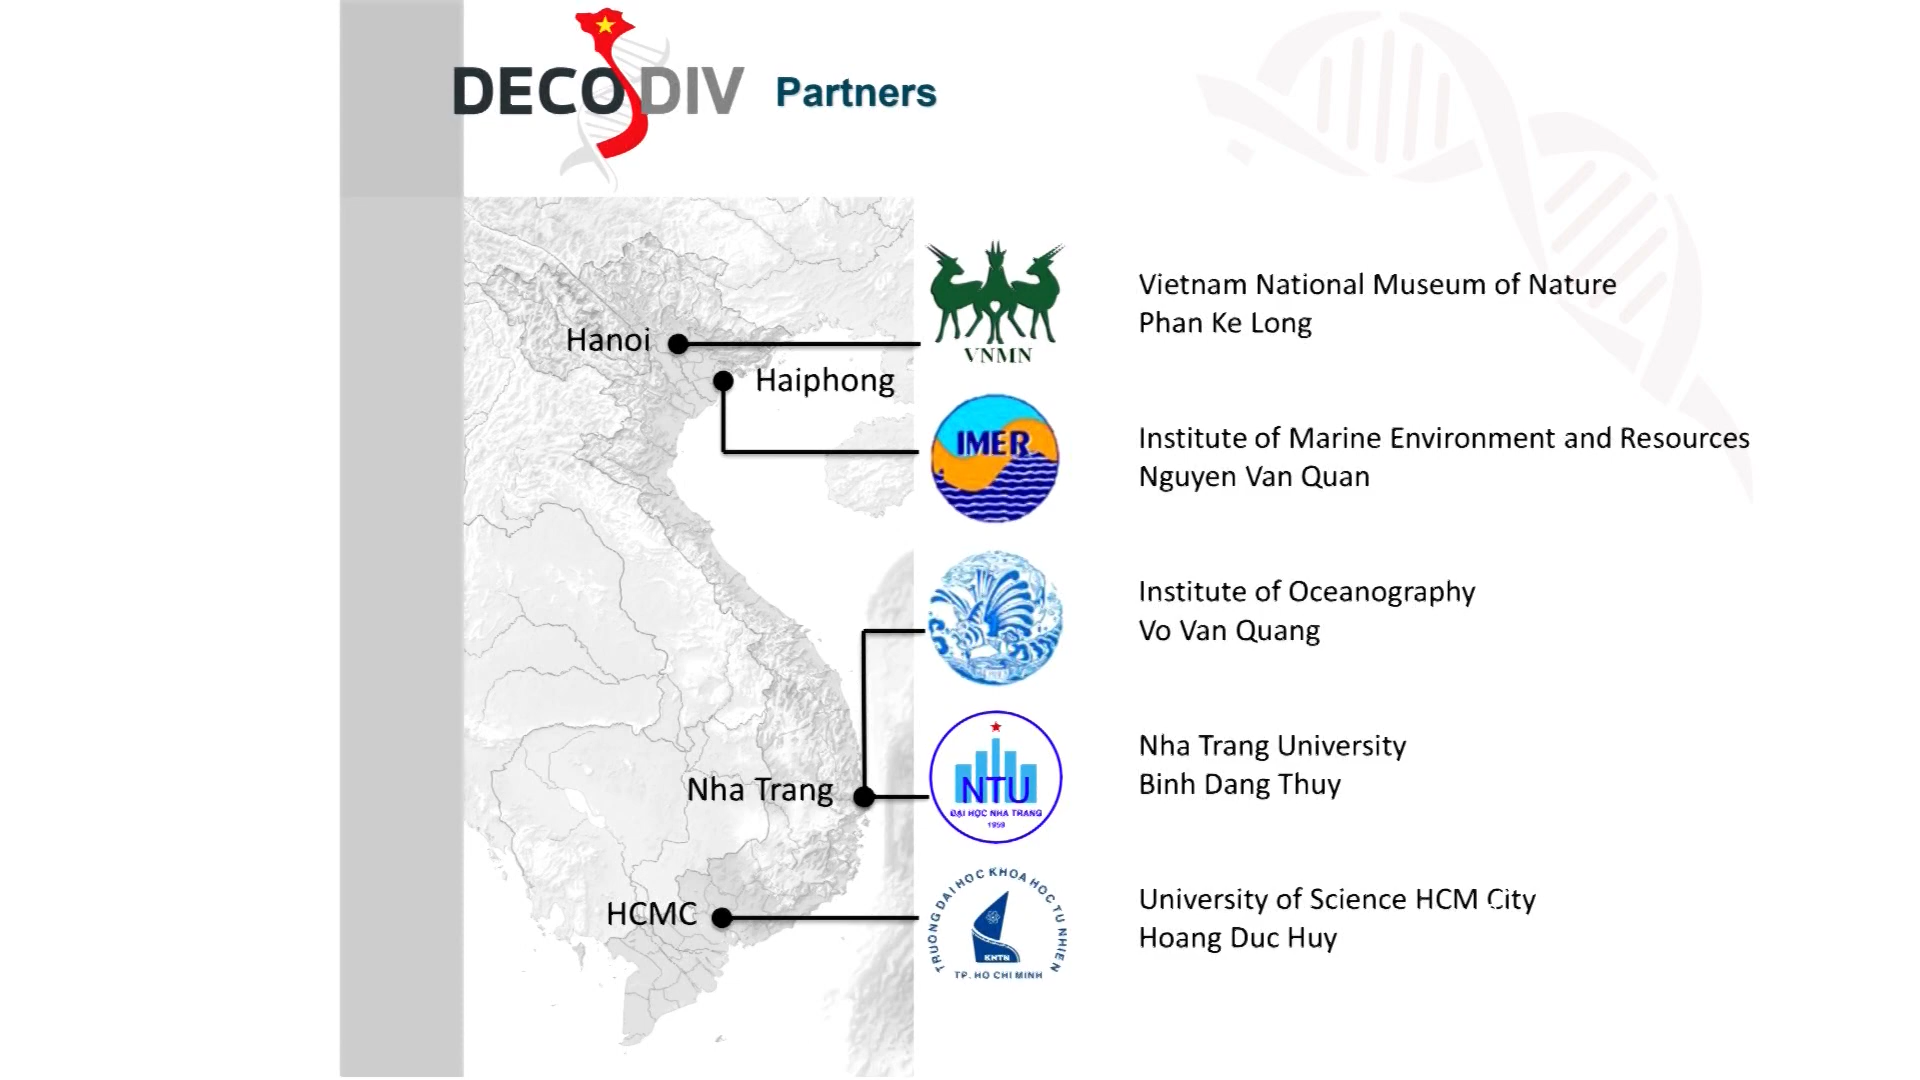 DECODIV Partners
Hanoi
Haiphong
Nha Trang
HCMC
VNMN
Vietnam National Museum of Nature
Phan Ke Long
IMER
Institute of Marine Environment and Resources
Nguyen Van Quan
Institute of Oceanography
Vo Van Quang
NTU
ĐẠI HỌC NHA TRANG
1959
Nha Trang University
Binh Dang Thuy
TRUONG DAI HOC KHOA HOC TU NHIEN
KHTN
TP. HO CHI MINH
University of Science HCM City
Hoang Duc Huy